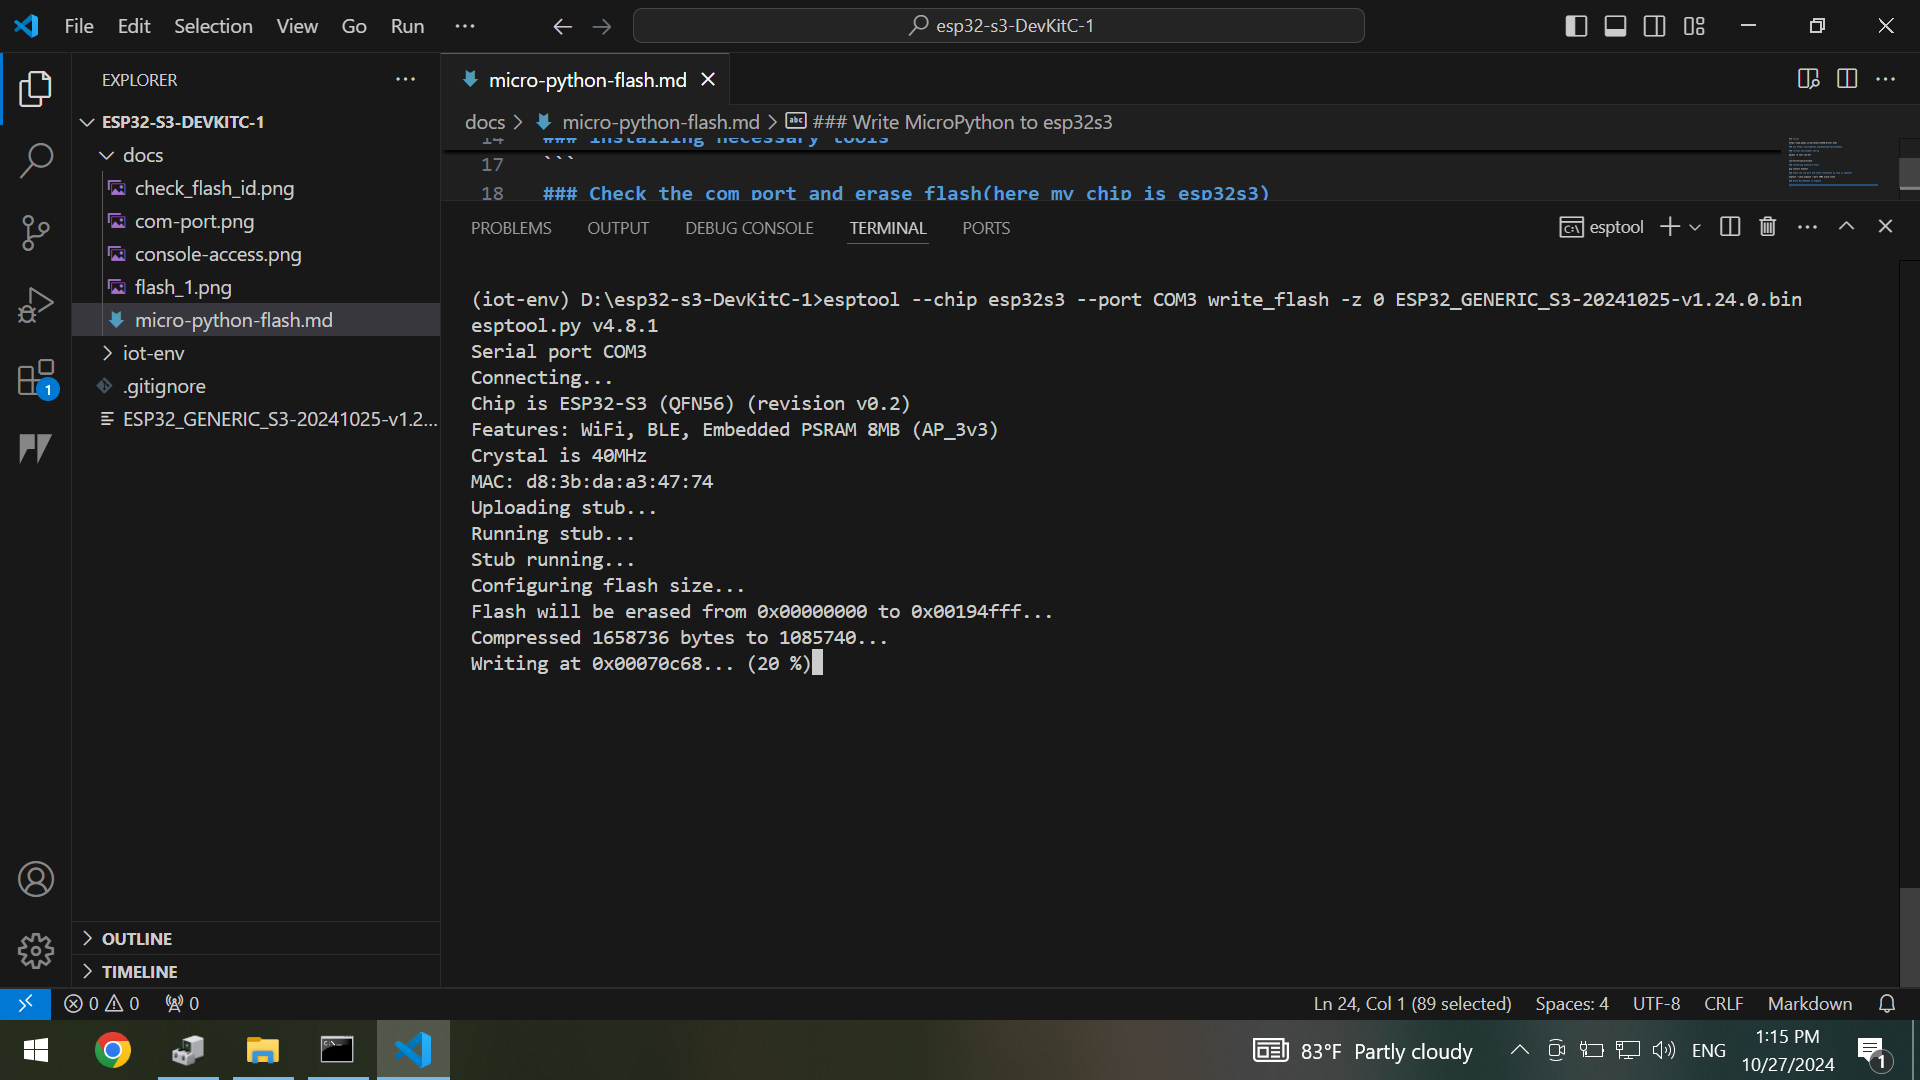 File Edit Selection View Go Run ···
esp32-s3-DevKitC-1
EXPLORER
micro-python-flash.md
ESP32-S3-DEVKITC-1
docs
check_flash_id.png
com-port.png
console-access.png
flash_1.png
micro-python-flash.md
iot-env
.gitignore
ESP32_GENERIC_S3-20241025-v1.2...
1
OUTLINE
TIMELINE
docs > micro-python-flash.md > abc ### Write MicroPython to esp32s3
14 ### Installing necessary tools
17 ```
18 ### Check the com port and erase flash(here my chip is esp32s3)
PROBLEMS OUTPUT DEBUG CONSOLE TERMINAL PORTS
esptool
(iot-env) D:\esp32-s3-DevKitC-1>esptool --chip esp32s3 --port COM3 write_flash -z 0 ESP32_GENERIC_S3-20241025-v1.24.0.bin
esptool.py v4.8.1
Serial port COM3
Connecting...
Chip is ESP32-S3 (QFN56) (revision v0.2)
Features: WiFi, BLE, Embedded PSRAM 8MB (AP_3v3)
Crystal is 40MHz
MAC: d8:3b:da:a3:47:74
Uploading stub...
Running stub...
Stub running...
Configuring flash size...
Flash will be erased from 0x00000000 to 0x00194fff...
Compressed 1658736 bytes to 1085740...
Writing at 0x00070c68... (20 %)
0 0 0
Ln 24, Col 1 (89 selected) Spaces: 4 UTF-8 CRLF Markdown
83°F Partly cloudy
ENG
1:15 PM
10/27/2024
1